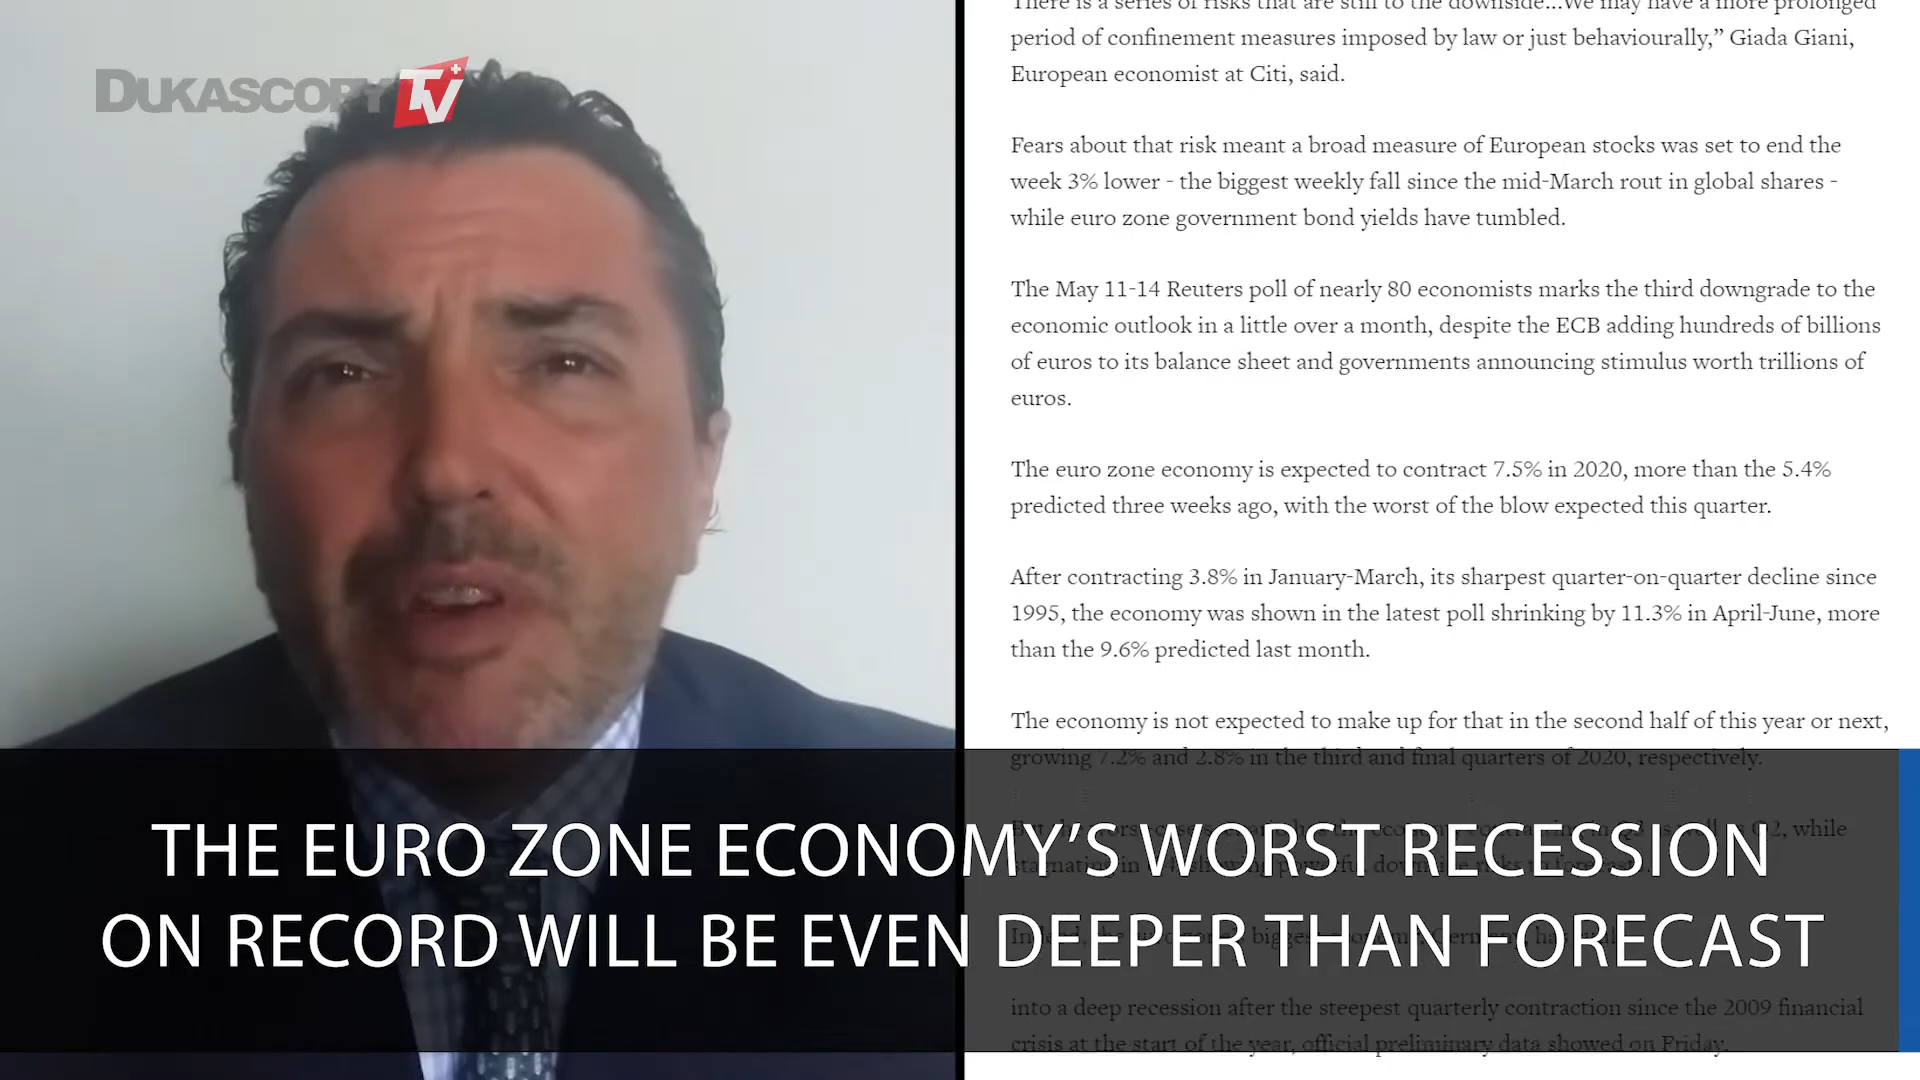 DUKASCOPY TV
There is a series of risks that are still to the downside...We may have a more prolonged
period of confinement measures imposed by law or just behaviourally,” Giada Giani,
European economist at Citi, said.
Fears about that risk meant a broad measure of European stocks was set to end the
week 3% lower - the biggest weekly fall since the mid-March rout in global shares -
while euro zone government bond yields have tumbled.
The May 11-14 Reuters poll of nearly 80 economists marks the third downgrade to the
economic outlook in a little over a month, despite the ECB adding hundreds of billions
of euros to its balance sheet and governments announcing stimulus worth trillions of
euros.
The euro zone economy is expected to contract 7.5% in 2020, more than the 5.4%
predicted three weeks ago, with the worst of the blow expected this quarter.
After contracting 3.8% in January-March, its sharpest quarter-on-quarter decline since
1995, the economy was shown in the latest poll shrinking by 11.3% in April-June, more
than the 9.6% predicted last month.
The economy is not expected to make up for that in the second half of this year or next,
growing 7.2% and 2.8% in the third and final quarters of 2020, respectively.
while
THE EURO ZONE ECONOMY’S WORST RECESSION
ON RECORD WILL BE EVEN DEEPER THAN FORECAST
into a deep recession after the steepest quarterly contraction since the 2009 financial
crisis at the start of the year, official preliminary data showed on Friday.